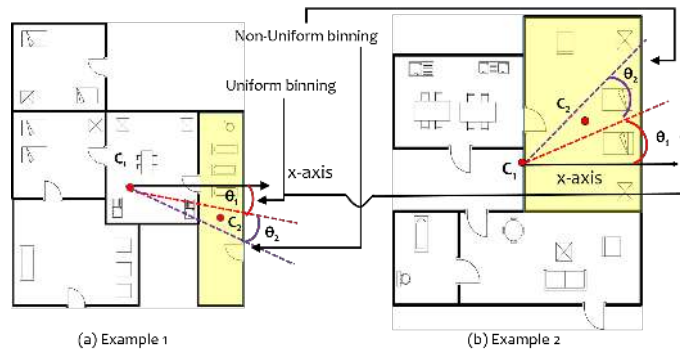 Non-Uniform binning
Uniform binning
C₁
x-axis
θ₁
C₂
θ₂
θ₂
C₂
θ₁
C₁
x-axis
(a) Example 1
(b) Example 2